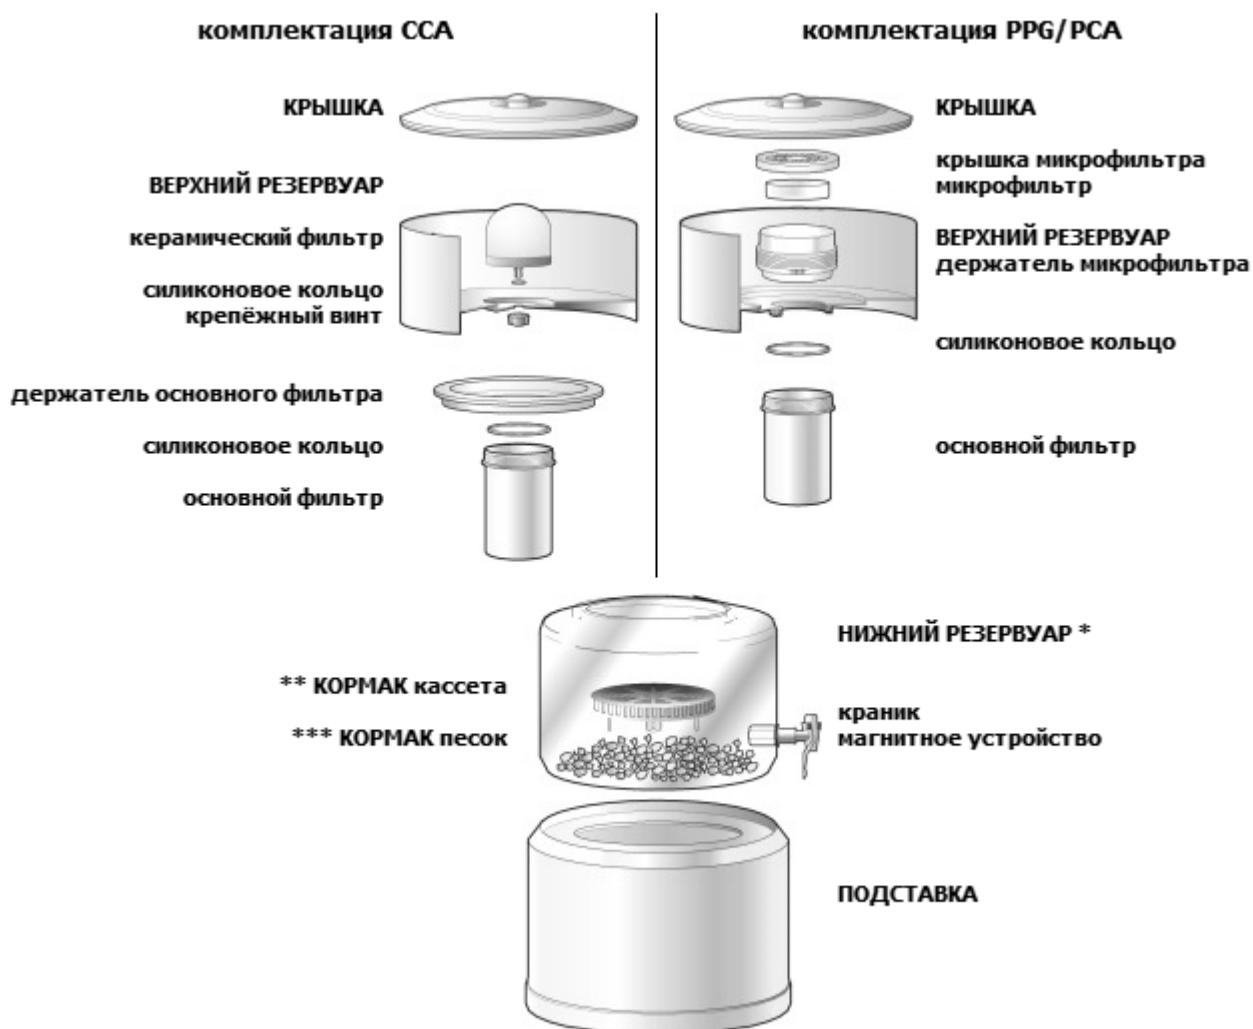 комплектация CCA
КРЫШКА
ВЕРХНИЙ РЕЗЕРВУАР
керамический фильтр
силиконовое кольцо
крепёжный винт
держатель основного фильтра
силиконовое кольцо
основной фильтр
комплектация PPG/PCA
КРЫШКА
крышка микрофильтра
микрофильтр
ВЕРХНИЙ РЕЗЕРВУАР
держатель микрофильтра
силиконовое кольцо
основной фильтр
НИЖНИЙ РЕЗЕРВУАР *
** КОРМАК кассета
*** КОРМАК песок
краник
магнитное устройство
ПОДСТАВКА